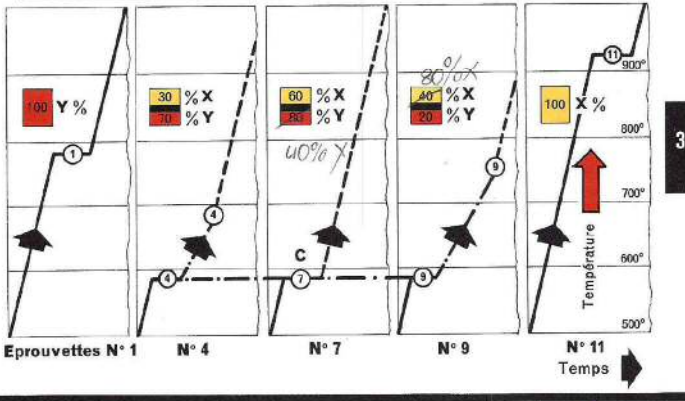 80%X
30 % X
60 % X
40 % X
900°
100 Y %
70 % Y
80 % Y
20 % Y
100 X %
11
40%
800°
3
1
9
700°
4
C
Température
600°
4
7
9
500°
Eprouvettes N° 1
N° 4
N° 7
N° 9
N° 11
Temps